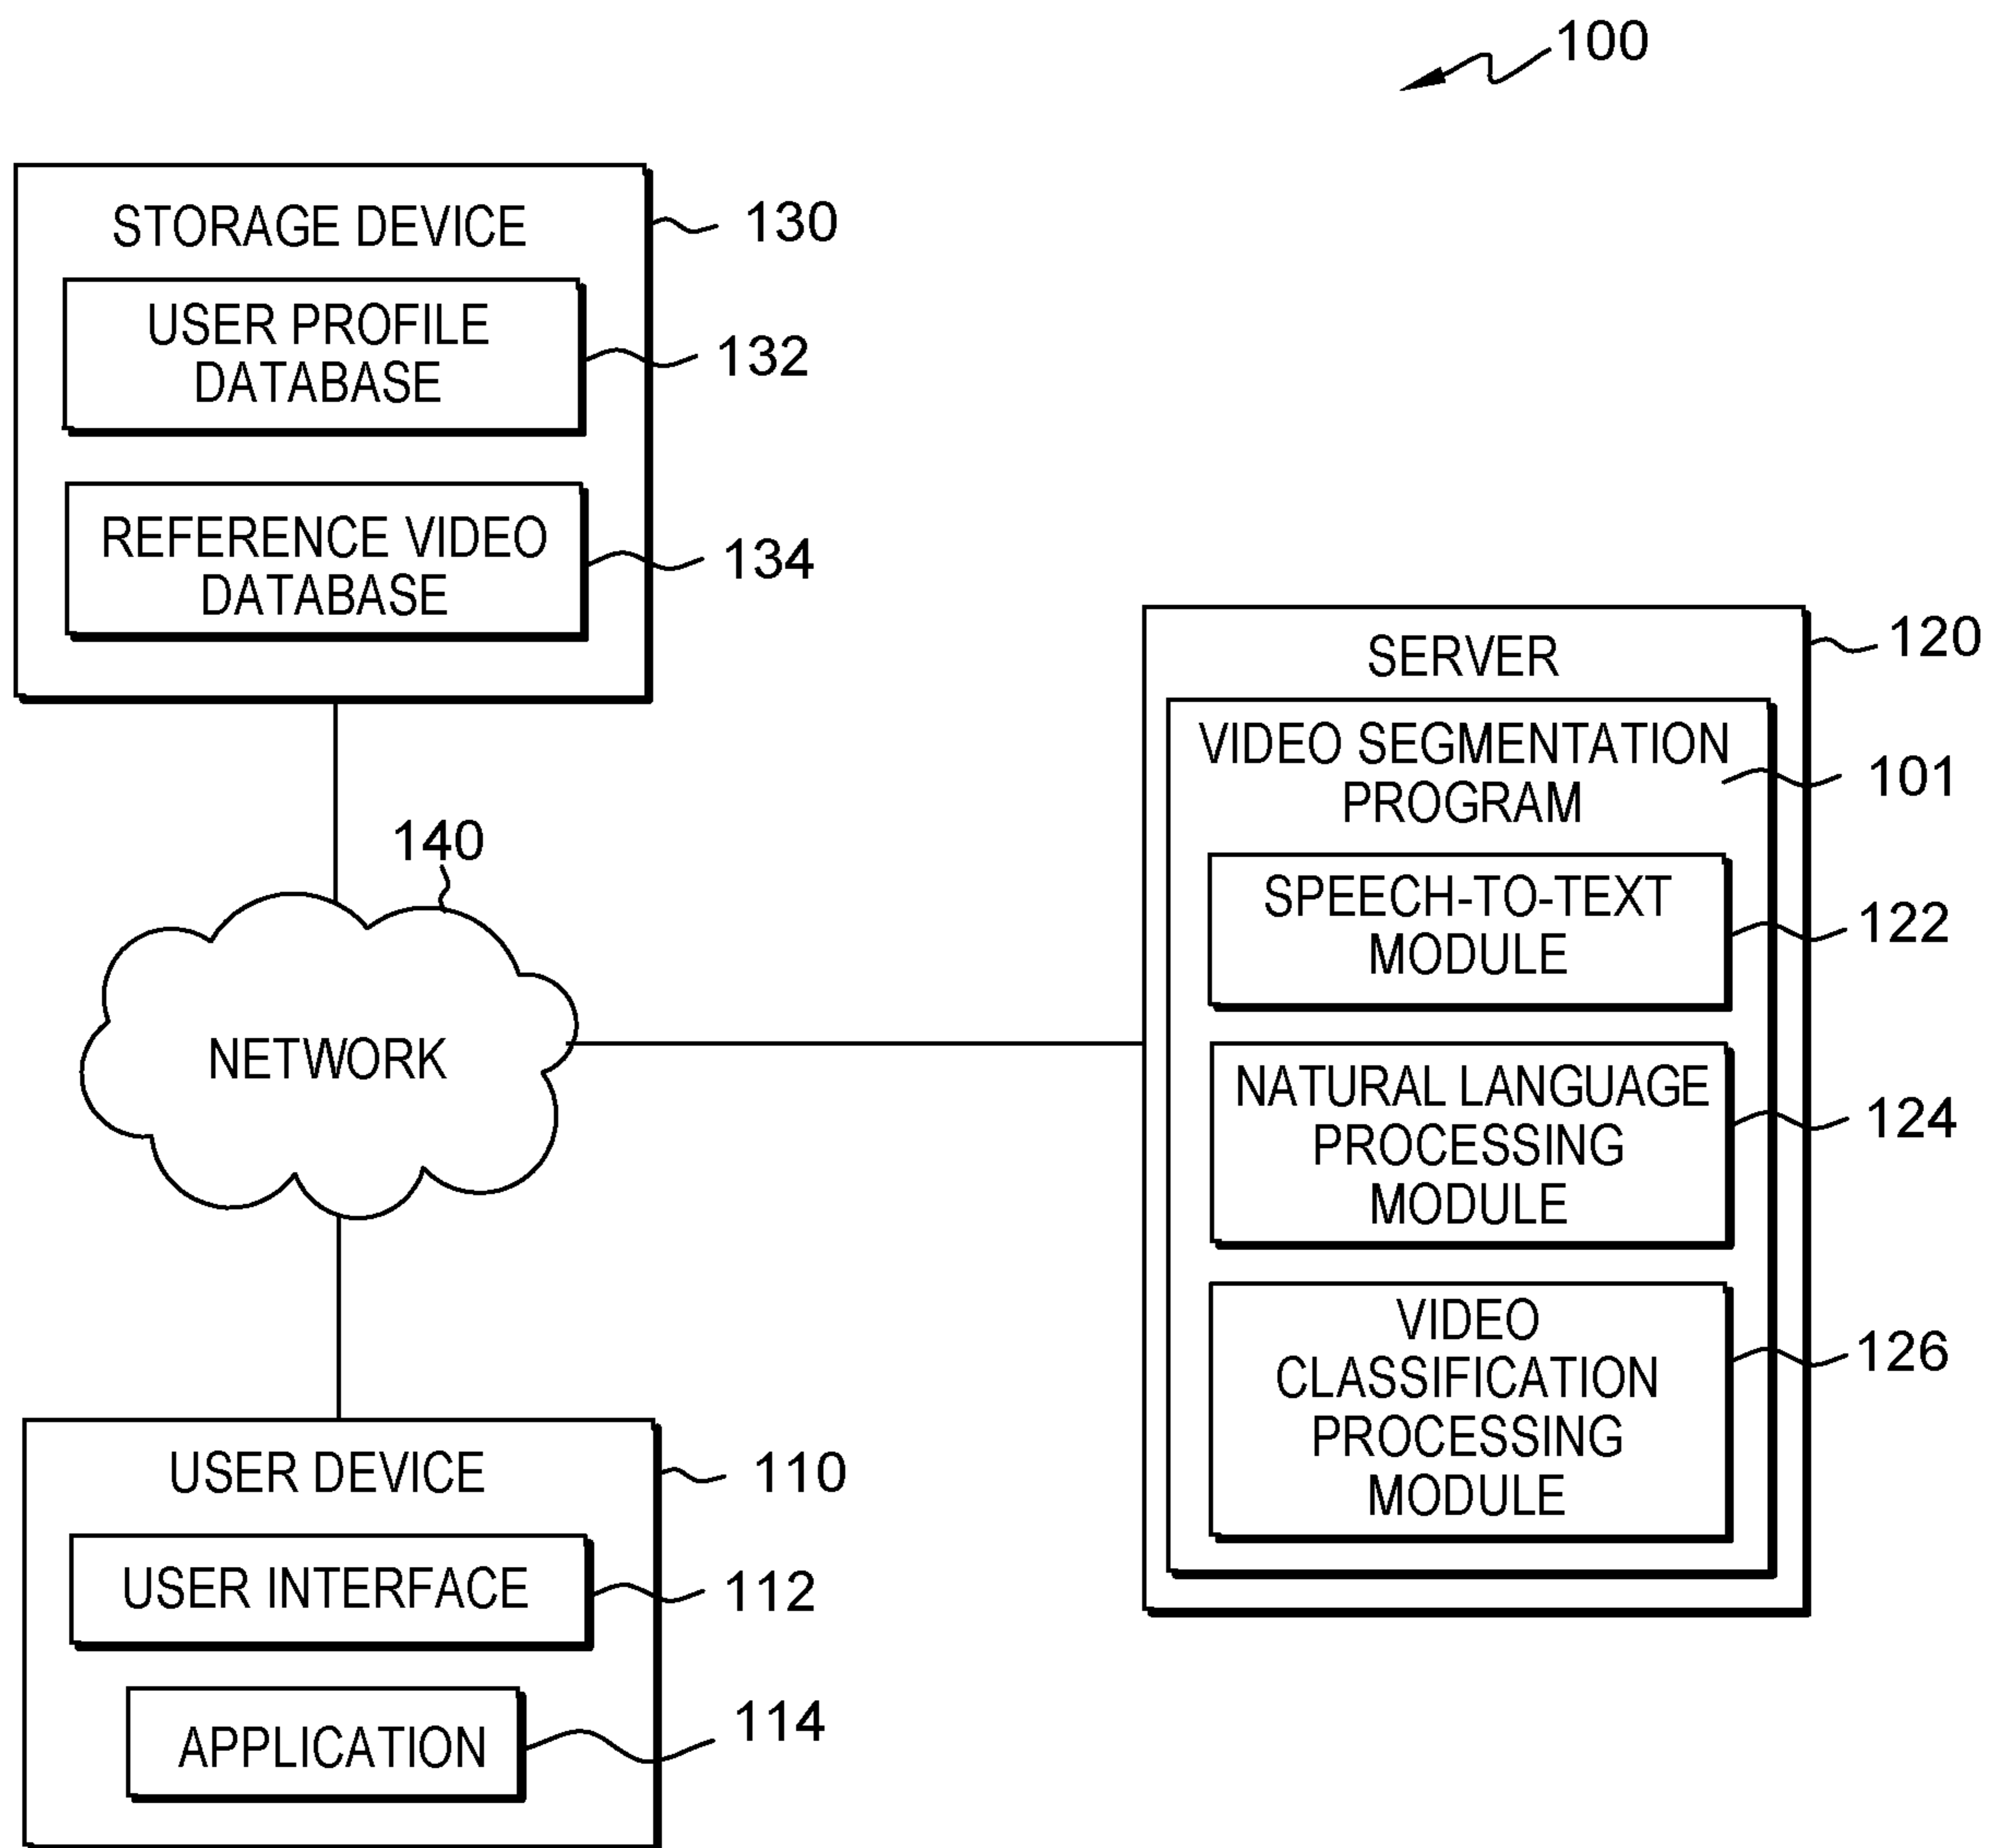 100
STORAGE DEVICE
130
USER PROFILE
DATABASE
132
REFERENCE VIDEO
DATABASE
134
SERVER
120
VIDEO SEGMENTATION
PROGRAM
101
SPEECH-TO-TEXT
MODULE
122
NATURAL LANGUAGE
PROCESSING
MODULE
124
VIDEO
CLASSIFICATION
PROCESSING
MODULE
126
140
NETWORK
USER DEVICE
110
USER INTERFACE
112
APPLICATION
114